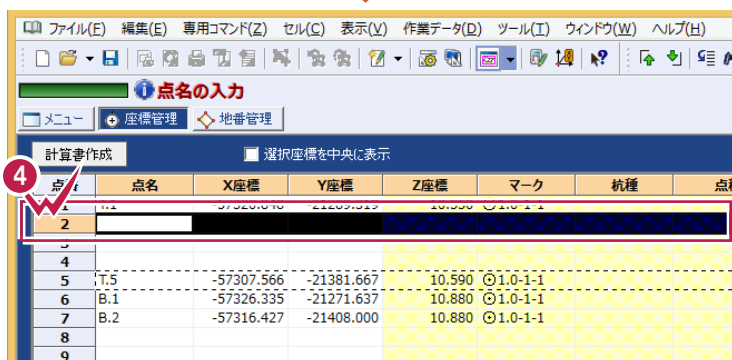 ファイル(F) 編集(E) 専用コマンド(Z) セル(C) 表示(V) 作業データ(D) ツール(T) ウィンドウ(W) ヘルプ(H)
点名の入力
メニュー 座標管理 地番管理
計算書作成 選択座標を中央に表示
4
点名 X座標 Y座標 Z座標 マーク 杭種
2
4
5 T.5 -57307.566 -21381.667 10.590 1.0-1-1
6 B.1 -57326.335 -21271.637 10.880 1.0-1-1
7 B.2 -57316.427 -21408.000 10.880 1.0-1-1
8
9